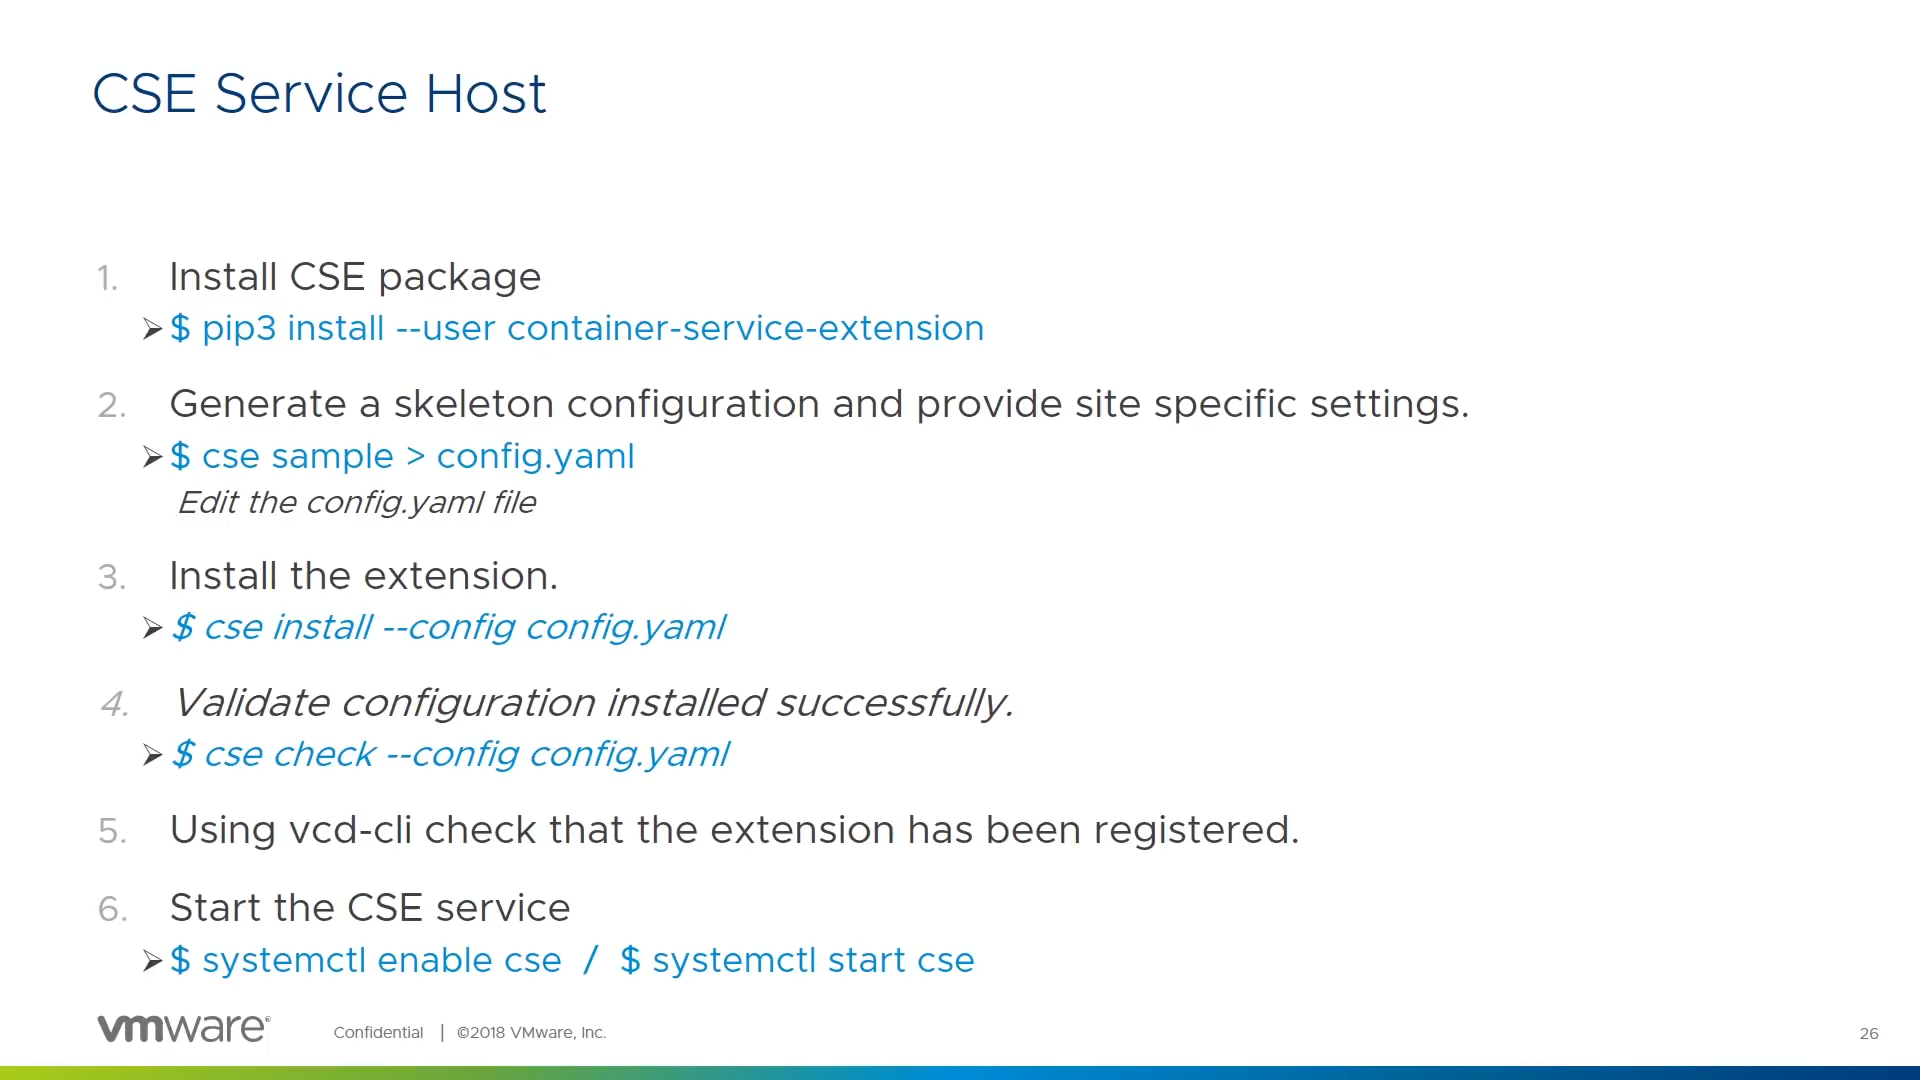 CSE Service Host
1. Install CSE package
➢ $ pip3 install --user container-service-extension
2. Generate a skeleton configuration and provide site specific settings.
➢ $ cse sample > config.yaml
Edit the config.yaml file
3. Install the extension.
➢ $ cse install --config config.yaml
4. Validate configuration installed successfully.
➢ $ cse check --config config.yaml
5. Using vcd-cli check that the extension has been registered.
6. Start the CSE service
➢ $ systemctl enable cse / $ systemctl start cse
vmware® Confidential | ©2018 VMware, Inc. 26